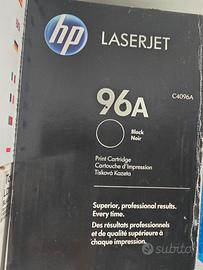 hp
LASERJET
96A
C4096A
Black
Noir
Print Cartridge
Cartouche d'Impression
Tisková Kazeta
Superior, professional results.
Every time.
Des résultats professionnels
et de qualité supérieure à
chaque impression.
subito